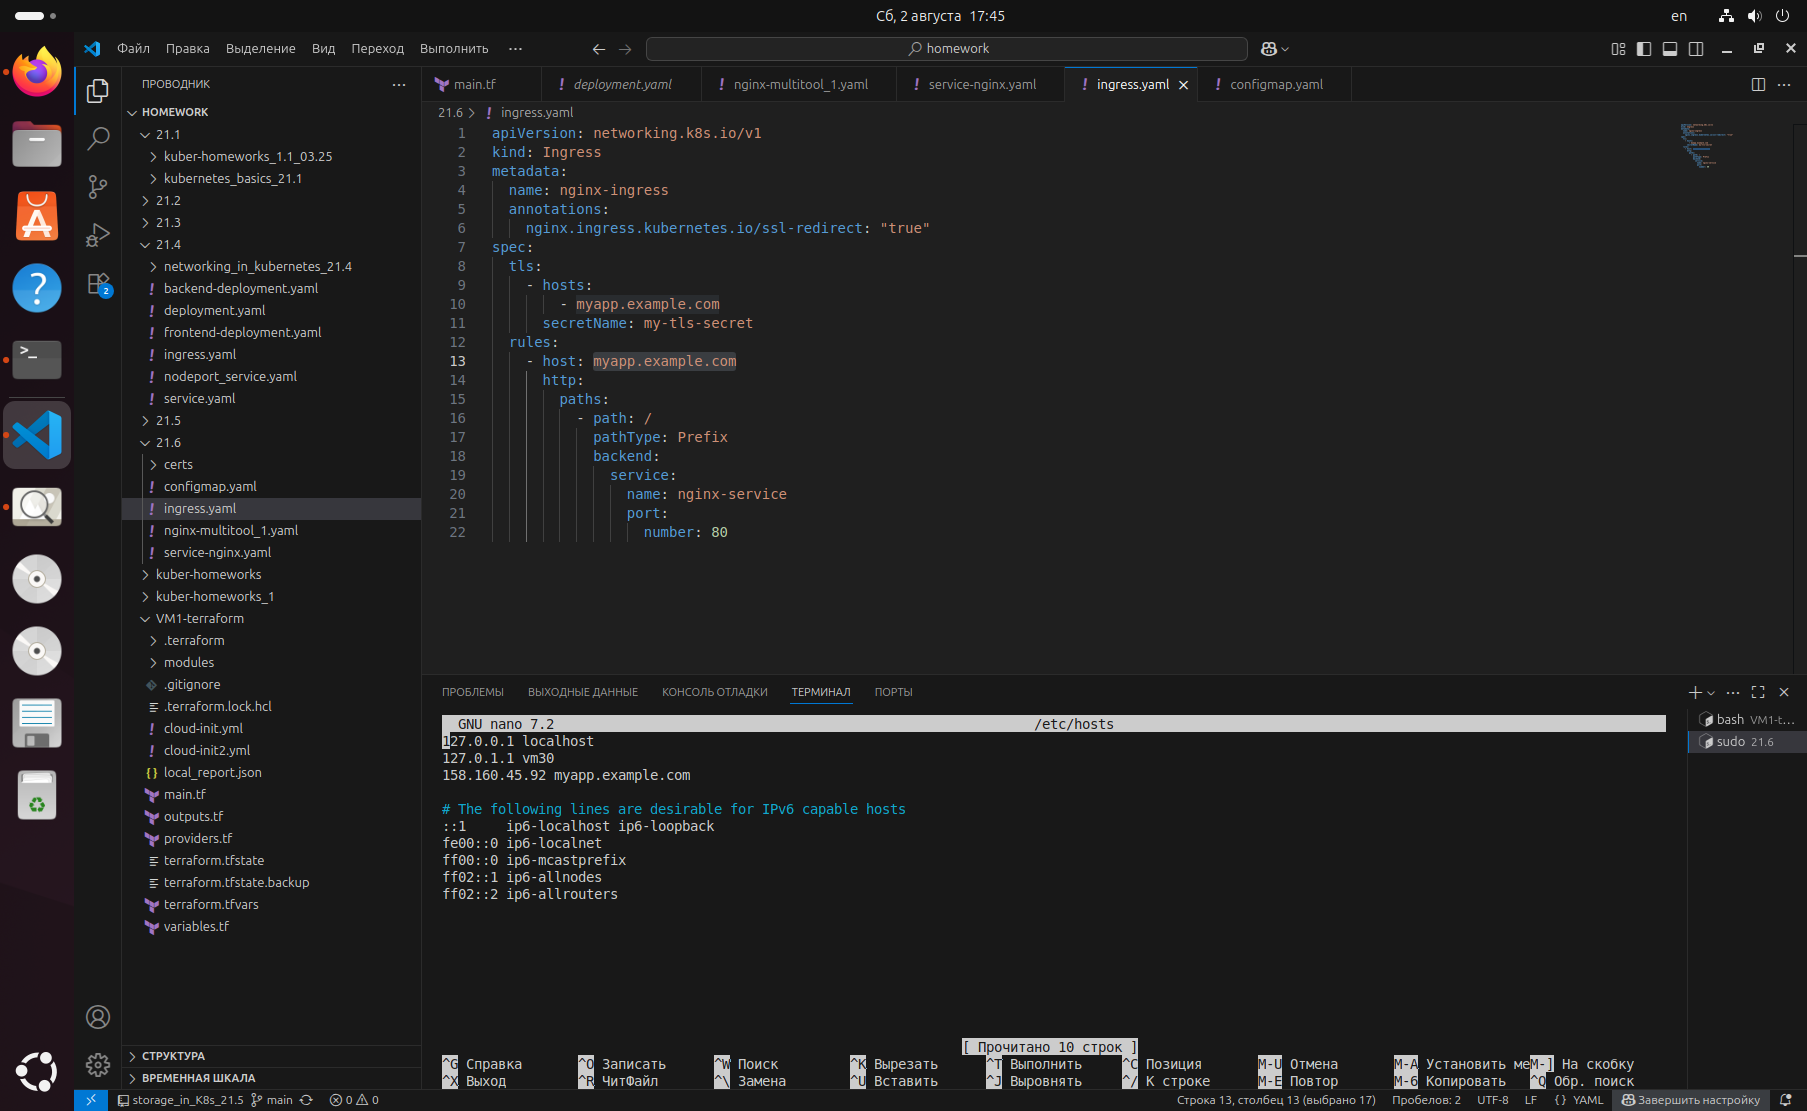 Сб, 2 августа 17:45
en
Файл Правка Выделение Вид Переход Выполнить ···
homework
ПРОВОДНИК
HOMEWORK
21.1
kuber-homeworks_1.1_03.25
kubernetes_basics_21.1
21.2
21.3
21.4
networking_in_kubernetes_21.4
backend-deployment.yaml
deployment.yaml
frontend-deployment.yaml
ingress.yaml
nodeport_service.yaml
service.yaml
21.5
21.6
certs
configmap.yaml
ingress.yaml
nginx-multitool_1.yaml
service-nginx.yaml
kuber-homeworks
kuber-homeworks_1
VM1-terraform
.terraform
modules
.gitignore
.terraform.lock.hcl
cloud-init.yml
cloud-init2.yml
local_report.json
main.tf
outputs.tf
providers.tf
terraform.tfstate
terraform.tfstate.backup
terraform.tfvars
variables.tf
СТРУКТУРА
ВРЕМЕННАЯ ШКАЛА
2
main.tf deployment.yaml nginx-multitool_1.yaml service-nginx.yaml ingress.yaml configmap.yaml
21.6 > ingress.yaml
1 apiVersion: networking.k8s.io/v1
2 kind: Ingress
3 metadata:
4 name: nginx-ingress
5 annotations:
6 nginx.ingress.kubernetes.io/ssl-redirect: "true"
7 spec:
8 tls:
9 - hosts:
10 - myapp.example.com
11 secretName: my-tls-secret
12 rules:
13 - host: myapp.example.com
14 http:
15 paths:
16 - path: /
17 pathType: Prefix
18 backend:
19 service:
20 name: nginx-service
21 port:
22 number: 80
ПРОБЛЕМЫ ВЫХОДНЫЕ ДАННЫЕ КОНСОЛЬ ОТЛАДКИ ТЕРМИНАЛ ПОРТЫ
bash VM1-t...
sudo 21.6
GNU nano 7.2 /etc/hosts
127.0.0.1 localhost
127.0.1.1 vm30
158.160.45.92 myapp.example.com
# The following lines are desirable for IPv6 capable hosts
::1 ip6-localhost ip6-loopback
fe00::0 ip6-localnet
ff00::0 ip6-mcastprefix
ff02::1 ip6-allnodes
ff02::2 ip6-allrouters
[ Прочитано 10 строк ]
^G Справка ^O Записать ^W Поиск ^K Вырезать ^T Выполнить ^C Позиция M-U Отмена M-A Установить меM-] На скобку
^X Выход ^R ЧитФайл ^\ Замена ^U Вставить ^J Выровнять ^/ К строке M-E Повтор M-6 Копировать ^Q Обр. поиск
storage_in_K8s_21.5 main 0 0 Строка 13, столбец 13 (выбрано 17) Пробелов: 2 UTF-8 LF {} YAML Завершить настройку